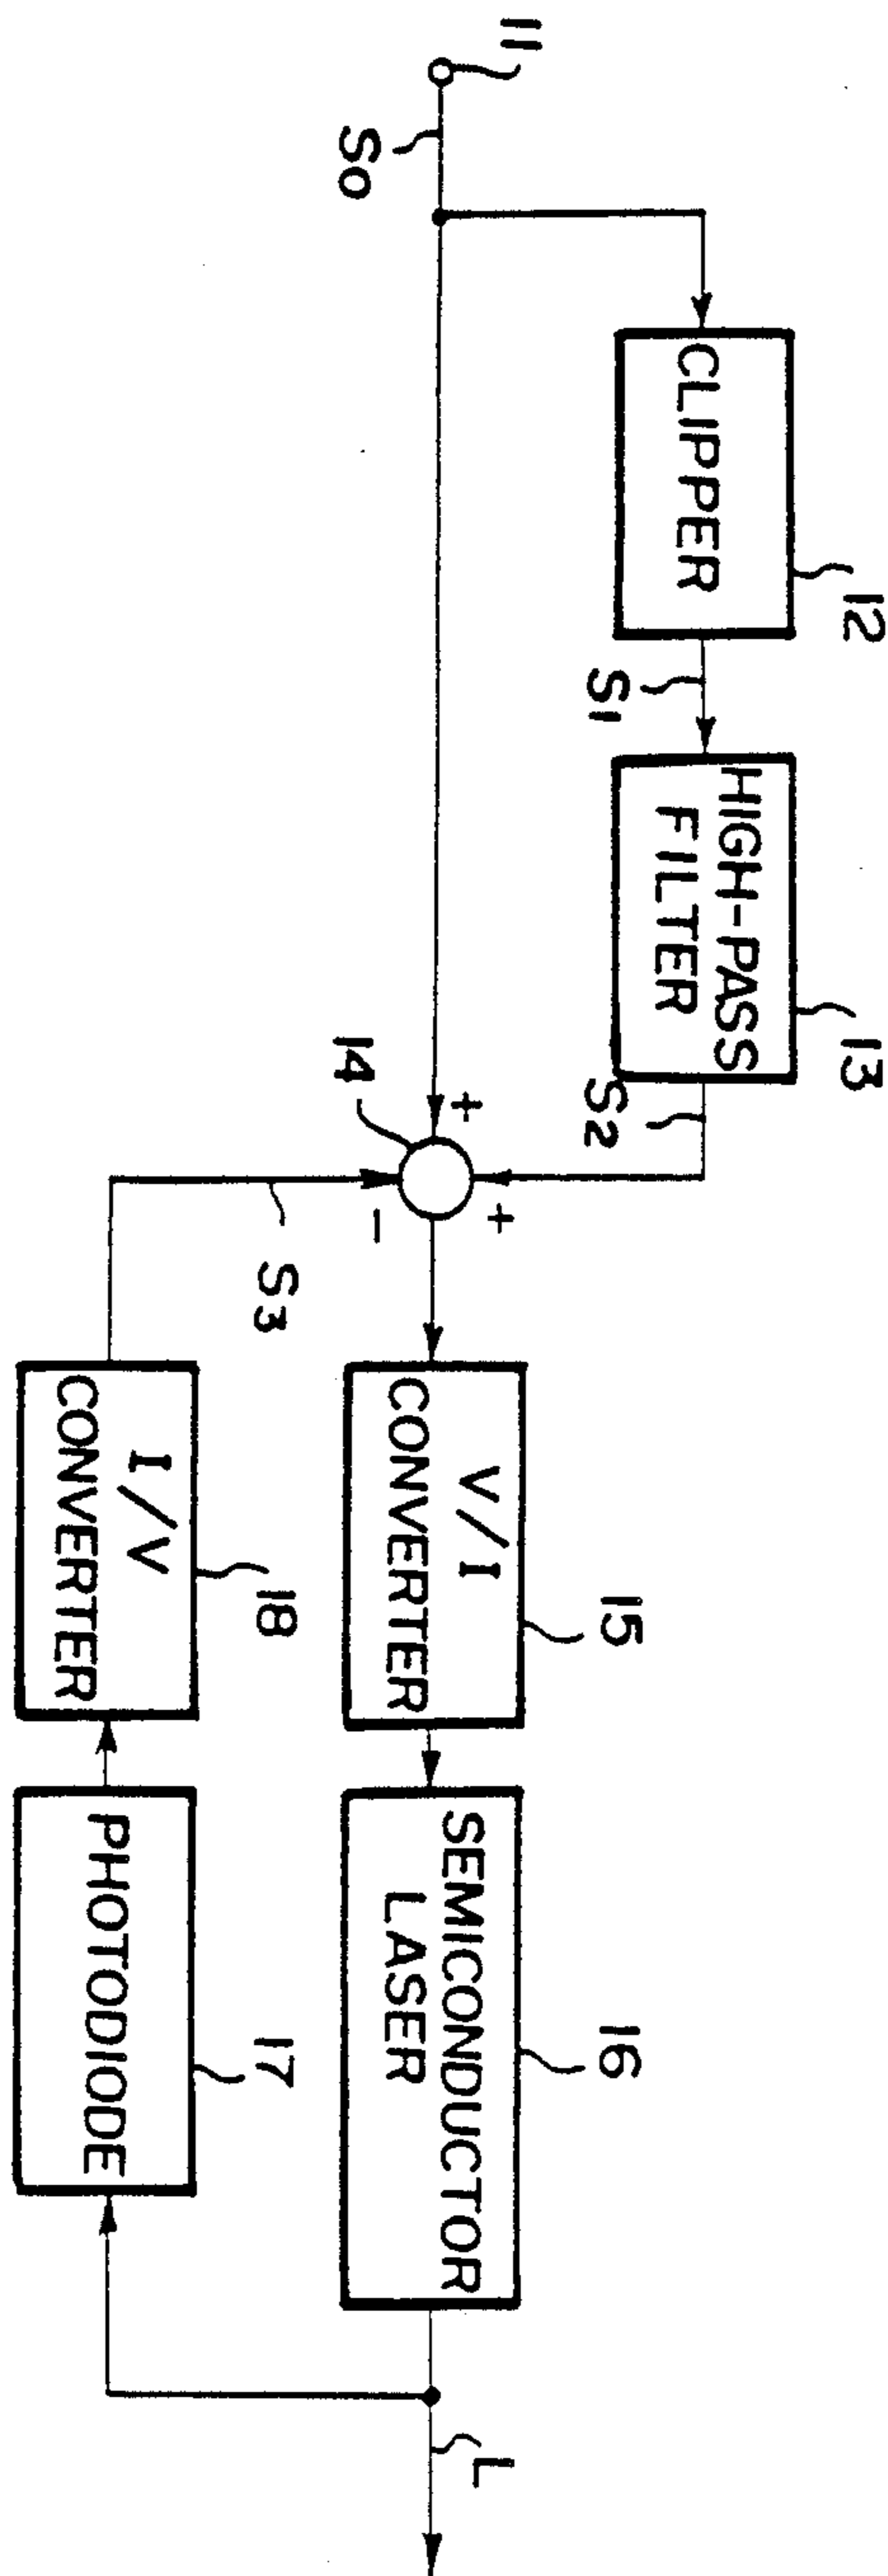 12
CLIPPER
S1
13
HIGH-PASS
FILTER
S2
11
S0
14
+
+
-
S3
15
V/I
CONVERTER
16
SEMICONDUCTOR
LASER
L
18
I/V
CONVERTER
17
PHOTODIODE